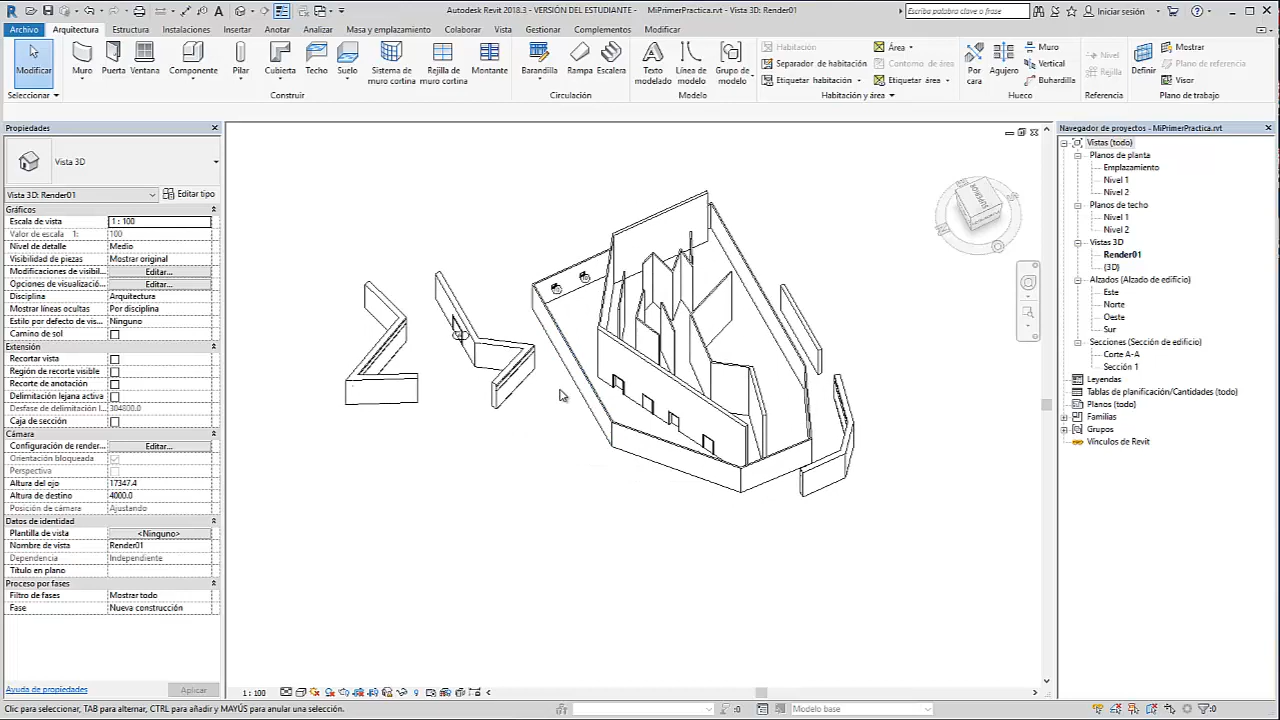 Autodesk Revit 2018.3 - VERSIÓN DEL ESTUDIANTE - MiPrimerPractica.rvt - Vista 3D: Render01
Escriba palabra clave o frase
Iniciar sesión
Archivo Arquitectura Estructura Instalaciones Insertar Anotar Analizar Masa y emplazamiento Colaborar Vista Gestionar Complementos Modificar
Modificar
Muro
Puerta
Ventana
Componente
Pilar
Cubierta
Techo
Suelo
Sistema de muro cortina
Rejilla de muro cortina
Montante
Barandilla
Rampa
Escalera
Texto modelado
Línea de modelo
Grupo de modelo
Habitación
Separador de habitación
Etiquetar habitación
Área
Contorno de área
Etiquetar área
Por cara
Agujero
Muro
Vertical
Buhardilla
Nivel
Rejilla
Definir
Mostrar
Plano de referencia
Visor
Seleccionar
Construir
Circulación
Modelo
Habitación y área
Hueco
Referencia
Plano de trabajo
Propiedades
Vista 3D
Vista 3D: Render01
Editar tipo
Gráficos
Escala de vista 1 : 100
Valor de escala 1: 100
Nivel de detalle Medio
Visibilidad de piezas Mostrar original
Modificaciones de visibil... Editar...
Opciones de visualizació... Editar...
Disciplina Arquitectura
Mostrar líneas ocultas Por disciplina
Estilo por defecto de vis... Ninguno
Camino de sol
Extensión
Recortar vista
Región de recorte visible
Recorte de anotación
Delimitación lejana activa
Desfase de delimitación l... 304800.0
Caja de sección
Cámara
Configuración de render... Editar...
Orientación bloqueada
Perspectiva
Altura del ojo 17347.4
Altura de destino 4000.0
Posición de cámara Ajustando
Datos de identidad
Plantilla de vista <Ninguno>
Nombre de vista Render01
Dependencia Independiente
Título en plano
Proceso por fases
Filtro de fases Mostrar todo
Fase Nueva construcción
Ayuda de propiedades
Aplicar
SUPERIOR
Navegador de proyectos - MiPrimerPractica.rvt
Vistas (todo)
Planos de planta
Emplazamiento
Nivel 1
Nivel 2
Planos de techo
Nivel 1
Nivel 2
Vistas 3D
Render01
{3D}
Alzados (Alzado de edificio)
Este
Norte
Oeste
Sur
Secciones (Sección de edificio)
Corte A-A
Sección 1
Leyendas
Tablas de planificación/Cantidades (todo)
Planos (todo)
Familias
Grupos
Vínculos de Revit
1 : 100
Clic para seleccionar, TAB para alternar, CTRL para añadir y MAYÚS para anular una selección.
:0
Modelo base
:0